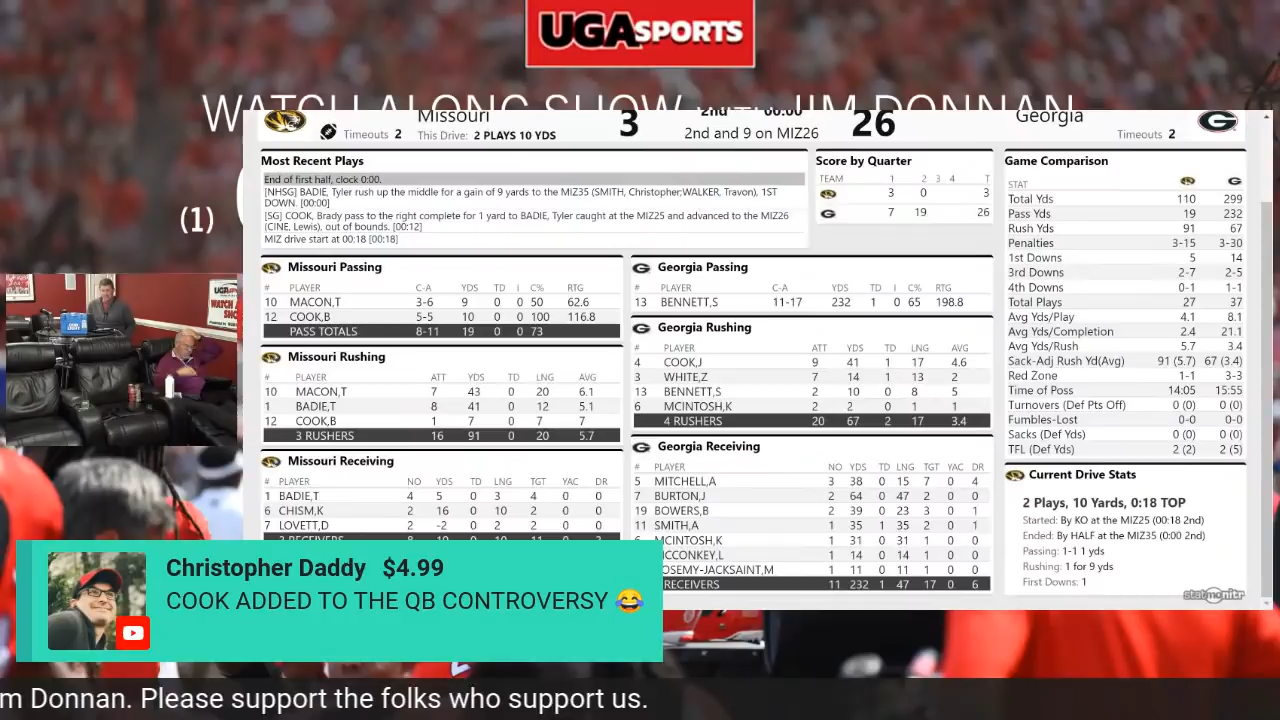 UGASPORTS
WATCH ALONG SHOW JIM DONNAN
(1)
Missouri 3 2nd 00:00 26 Georgia
Timeouts 2 This Drive: 2 PLAYS 10 YDS 2nd and 9 on MIZ26 Timeouts 2
Most Recent Plays
End of first half, clock 0:00.
[NHSG] BADIE, Tyler rush up the middle for a gain of 9 yards to the MIZ35 (SMITH, Christopher;WALKER, Travon), 1ST
DOWN. [00:00]
[SG] COOK, Brady pass to the right complete for 1 yard to BADIE, Tyler caught at the MIZ25 and advanced to the MIZ26
(CINE, Lewis), out of bounds. [00:12]
MIZ drive start at 00:18 [00:18]
Score by Quarter
TEAM 1 2 3 4 T
3 0 3
G 7 19 26
Game Comparison
STAT G
Total Yds 110 299
Pass Yds 19 232
Rush Yds 91 67
Penalties 3-15 3-30
1st Downs 5 14
3rd Downs 2-7 2-5
4th Downs 0-1 1-1
Total Plays 27 37
Avg Yds/Play 4.1 8.1
Avg Yds/Completion 2.4 21.1
Avg Yds/Rush 5.7 3.4
Sack-Adj Rush Yd(Avg) 91 (5.7) 67 (3.4)
Red Zone 1-1 3-3
Time of Poss 14:05 15:55
Turnovers (Def Pts Off) 0 (0) 0 (0)
Fumbles-Lost 0-0 0-0
Sacks (Def Yds) 0 (0) 0 (0)
TFL (Def Yds) 2 (2) 2 (5)
Missouri Passing
# PLAYER C-A YDS TD I C% RTG
10 MACON,T 3-6 9 0 0 50 62.6
12 COOK,B 5-5 10 0 0 100 116.8
PASS TOTALS 8-11 19 0 0 73
Missouri Rushing
# PLAYER ATT YDS TD LNG AVG
10 MACON,T 7 43 0 20 6.1
1 BADIE,T 8 41 0 12 5.1
12 COOK,B 1 7 0 7 7
3 RUSHERS 16 91 0 20 5.7
Missouri Receiving
# PLAYER NO YDS TD LNG TGT YAC DR
1 BADIE,T 4 5 0 3 4 0 0
6 CHISM,K 2 16 0 10 2 0 0
7 LOVETT,D 2 -2 0 2 2 0 0
Georgia Passing
# PLAYER C-A YDS TD I C% RTG
13 BENNETT,S 11-17 232 1 0 65 198.8
Georgia Rushing
# PLAYER ATT YDS TD LNG AVG
4 COOK,J 9 41 1 17 4.6
3 WHITE,Z 7 14 1 13 2
13 BENNETT,S 2 10 0 8 5
6 MCINTOSH,K 2 2 0 1 1
4 RUSHERS 20 67 2 17 3.4
Georgia Receiving
# PLAYER NO YDS TD LNG TGT YAC DR
5 MITCHELL,A 3 38 0 15 7 0 4
7 BURTON,J 2 64 0 47 2 0 1
19 BOWERS,B 2 39 0 23 3 0 1
11 SMITH,A 1 35 1 35 2 0 1
MCINTOSH,K 1 31 0 31 1 0 0
MCCONKEY,L 1 14 0 14 1 0 0
OSEMY-JACKSAINT,M 1 11 0 11 1 0 0
RECEIVERS 11 232 1 47 17 0 6
Current Drive Stats
2 Plays, 10 Yards, 0:18 TOP
Started: By KO at the MIZ25 (00:18 2nd)
Ended: By HALF at the MIZ35 (0:00 2nd)
Passing: 1-1 1 yds
Rushing: 1 for 9 yds
First Downs: 1
statmonitr
Christopher Daddy $4.99
COOK ADDED TO THE QB CONTROVERSY 😂
m Donnan. Please support the folks who support us.